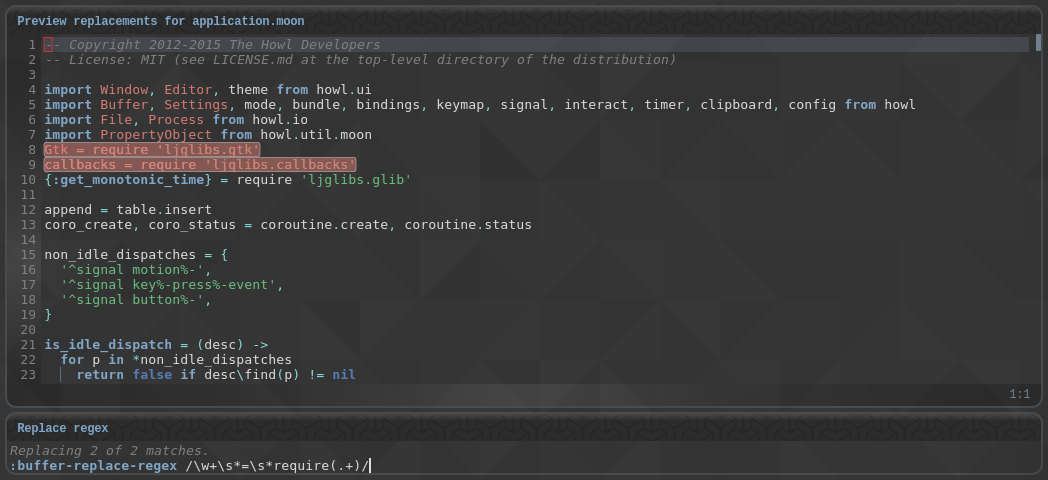 Preview replacements for application.moon
1 -- Copyright 2012-2015 The Howl Developers
2 -- License: MIT (see LICENSE.md at the top-level directory of the distribution)
3
4 import Window, Editor, theme from howl.ui
5 import Buffer, Settings, mode, bundle, bindings, keymap, signal, interact, timer, clipboard, config from howl
6 import File, Process from howl.io
7 import PropertyObject from howl.util.moon
8 Gtk = require 'ljglibs.gtk'
9 callbacks = require 'ljglibs.callbacks'
10 {:get_monotonic_time} = require 'ljglibs.glib'
11
12 append = table.insert
13 coro_create, coro_status = coroutine.create, coroutine.status
14
15 non_idle_dispatches = {
16   '^signal motion%-',
17   '^signal key%-press%-event',
18   '^signal button%-',
19 }
20
21 is_idle_dispatch = (desc) ->
22   for p in *non_idle_dispatches
23     return false if desc\find(p) != nil
1:1
Replace regex
Replacing 2 of 2 matches.
:buffer-replace-regex /\w+\s*=\s*require(.+)/